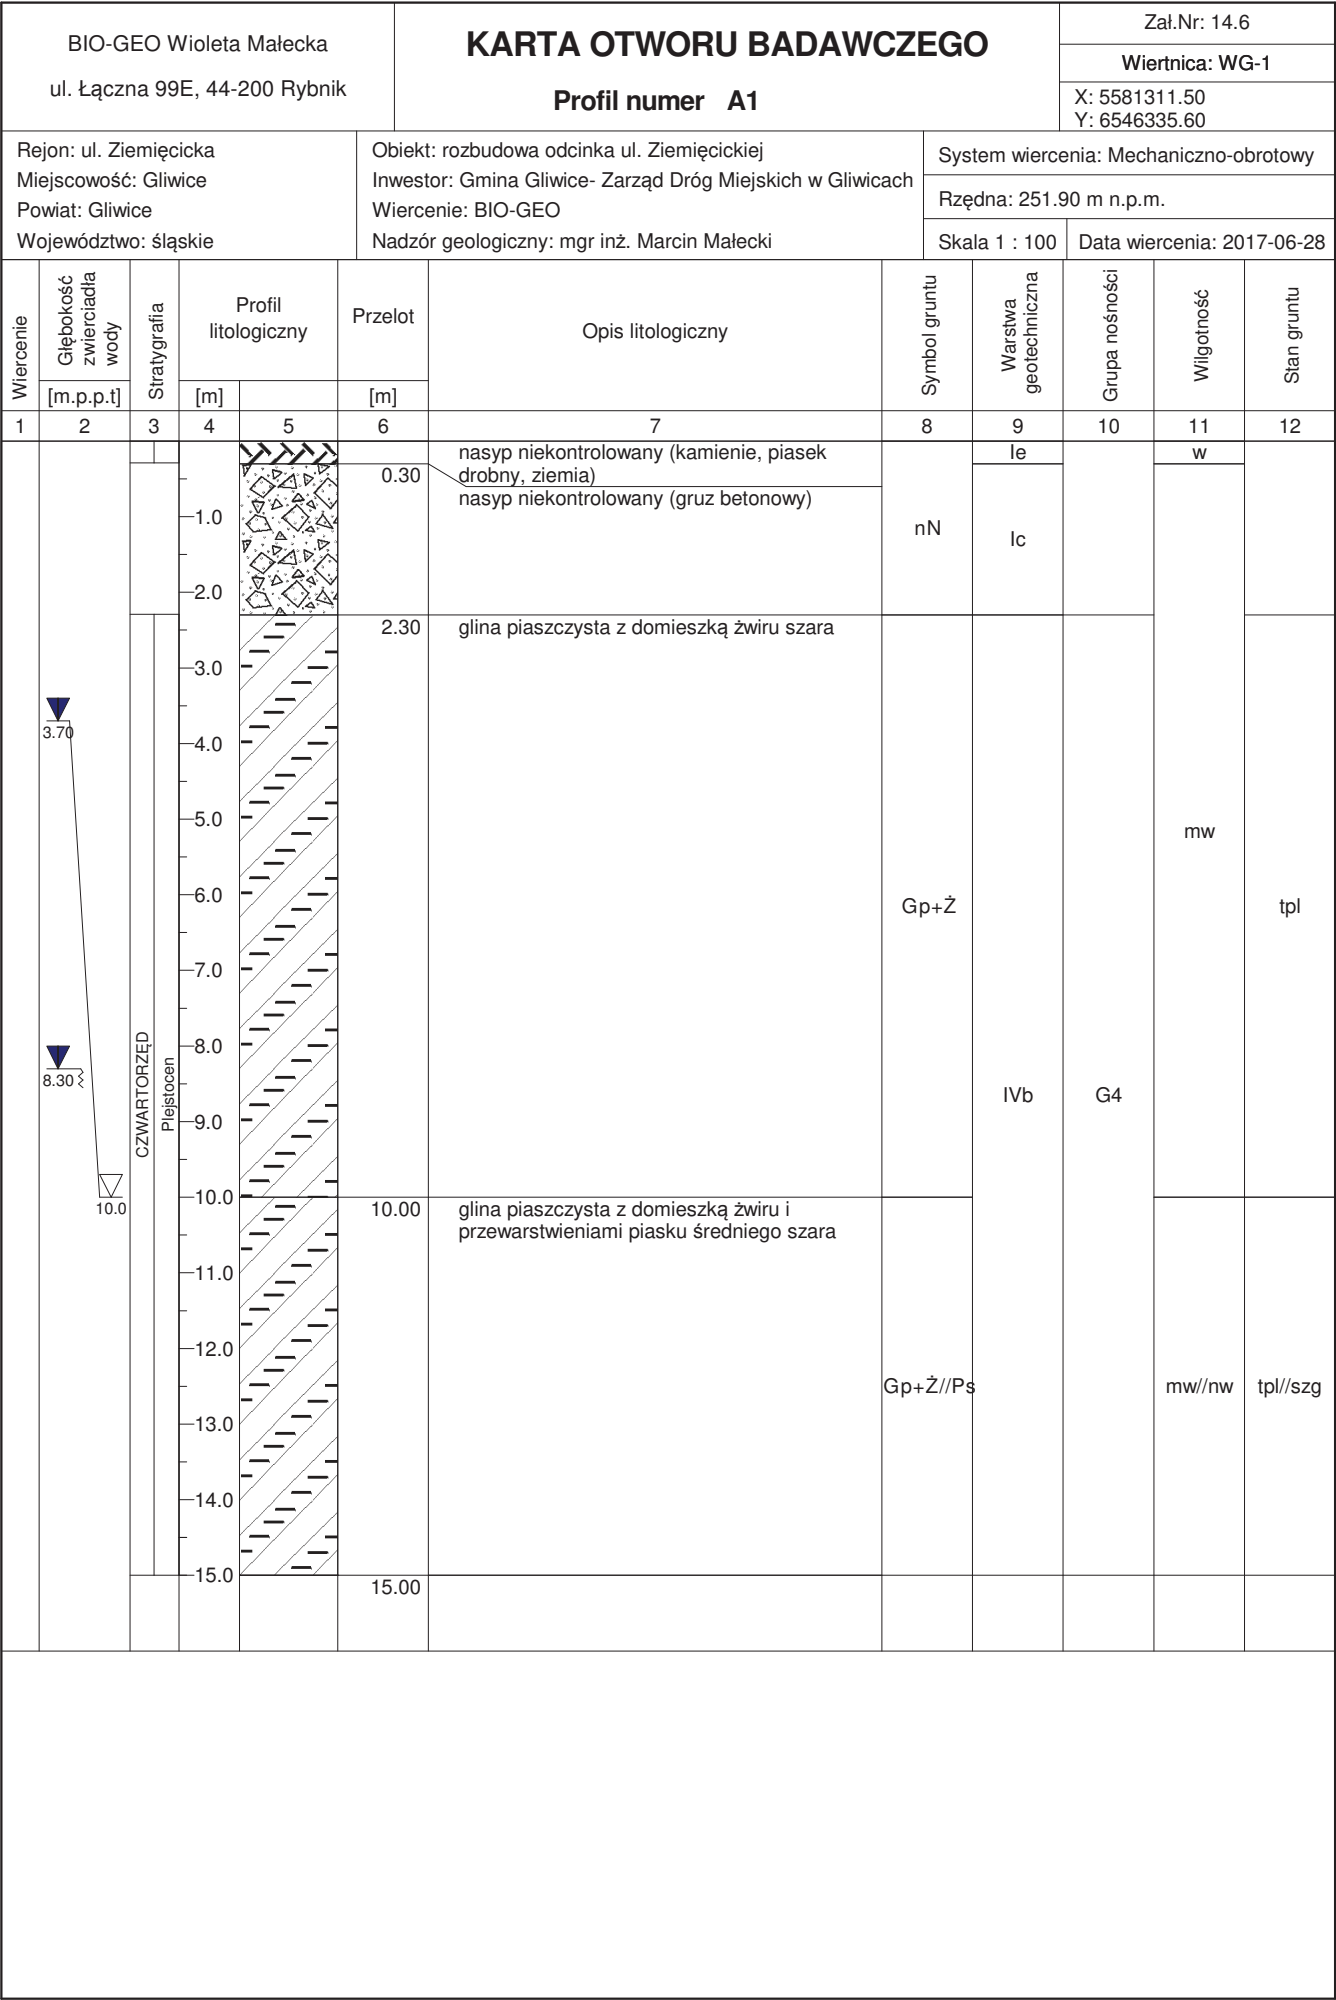 BIO-GEO Wioleta Małecka
ul. Łączna 99E, 44-200 Rybnik
KARTA OTWORU BADAWCZEGO
Profil numer A1
Zał.Nr: 14.6
Wiertnica: WG-1
X: 5581311.50
Y: 6546335.60
Rejon: ul. Ziemięcicka
Miejscowość: Gliwice
Powiat: Gliwice
Województwo: śląskie
Obiekt: rozbudowa odcinka ul. Ziemięcickiej
Inwestor: Gmina Gliwice- Zarząd Dróg Miejskich w Gliwicach
Wiercenie: BIO-GEO
Nadzór geologiczny: mgr inż. Marcin Małecki
System wiercenia: Mechaniczno-obrotowy
Rzędna: 251.90 m n.p.m.
Skala 1 : 100
Data wiercenia: 2017-06-28
Wiercenie
Głębokość
zwierciadła
wody
[m.p.p.t]
Stratygrafia
Profil
litologiczny
[m]
Przelot
[m]
Opis litologiczny
Symbol gruntu
Warstwa
geotechniczna
Grupa nośności
Wilgotność
Stan gruntu
1 2 3 4 5 6 7 8 9 10 11 12
nasyp niekontrolowany (kamienie, piasek
drobny, ziemia)
Ie
w
0.30
nasyp niekontrolowany (gruz betonowy)
nN
Ic
1.0
2.0
2.30
glina piaszczysta z domieszką żwiru szara
3.0
3.70
4.0
5.0
mw
6.0
Gp+Ż
tpl
7.0
8.0
8.30
CZWARTORZĘD
Plejstocen
IVb
G4
9.0
10.0
10.0
10.00
glina piaszczysta z domieszką żwiru i
przewarstwieniami piasku średniego szara
11.0
12.0
Gp+Ż//Ps
mw//nw
tpl//szg
13.0
14.0
15.0
15.00